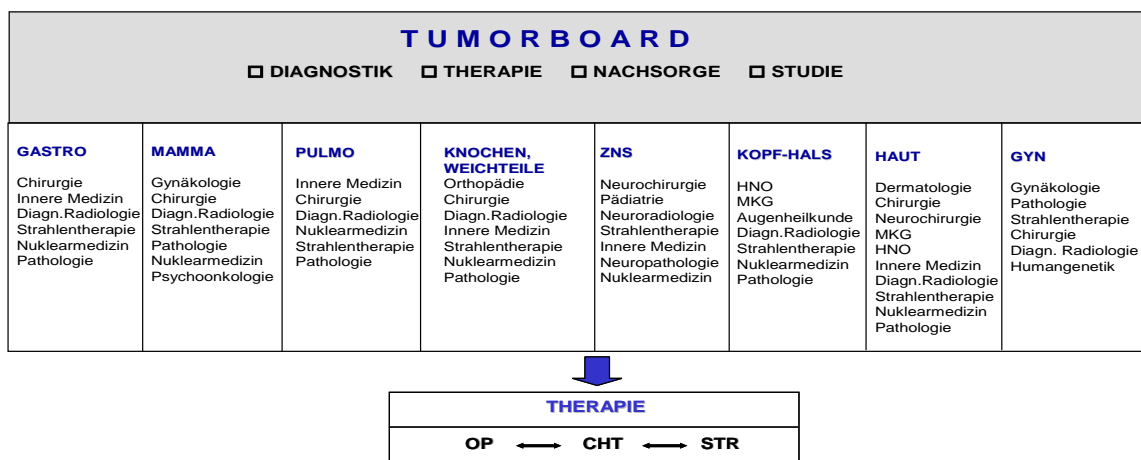 TUMORBOARD
DIAGNOSTIK THERAPIE NACHSORGE STUDIE
GASTRO
Chirurgie
Innere Medizin
Diagn.Radiologie
Strahlentherapie
Nuklearmedizin
Pathologie
MAMMA
Gynäkologie
Chirurgie
Diagn.Radiologie
Strahlentherapie
Pathologie
Nuklearmedizin
Psychoonkologie
PULMO
Innere Medizin
Chirurgie
Diagn.Radiologie
Nuklearmedizin
Strahlentherapie
Pathologie
KNOCHEN,
WEICHTEILE
Orthopädie
Chirurgie
Diagn.Radiologie
Innere Medizin
Strahlentherapie
Nuklearmedizin
Pathologie
ZNS
Neurochirurgie
Pädiatrie
Neuroradiologie
Strahlentherapie
Innere Medizin
Neuropathologie
Nuklearmedizin
KOPF-HALS
HNO
MKG
Augenheilkunde
Diagn.Radiologie
Strahlentherapie
Nuklearmedizin
Pathologie
HAUT
Dermatologie
Chirurgie
Neurochirurgie
MKG
HNO
Innere Medizin
Diagn.Radiologie
Strahlentherapie
Nuklearmedizin
Pathologie
GYN
Gynäkologie
Pathologie
Strahlentherapie
Chirurgie
Diagn. Radiologie
Humangenetik
THERAPIE
OP CHT STR